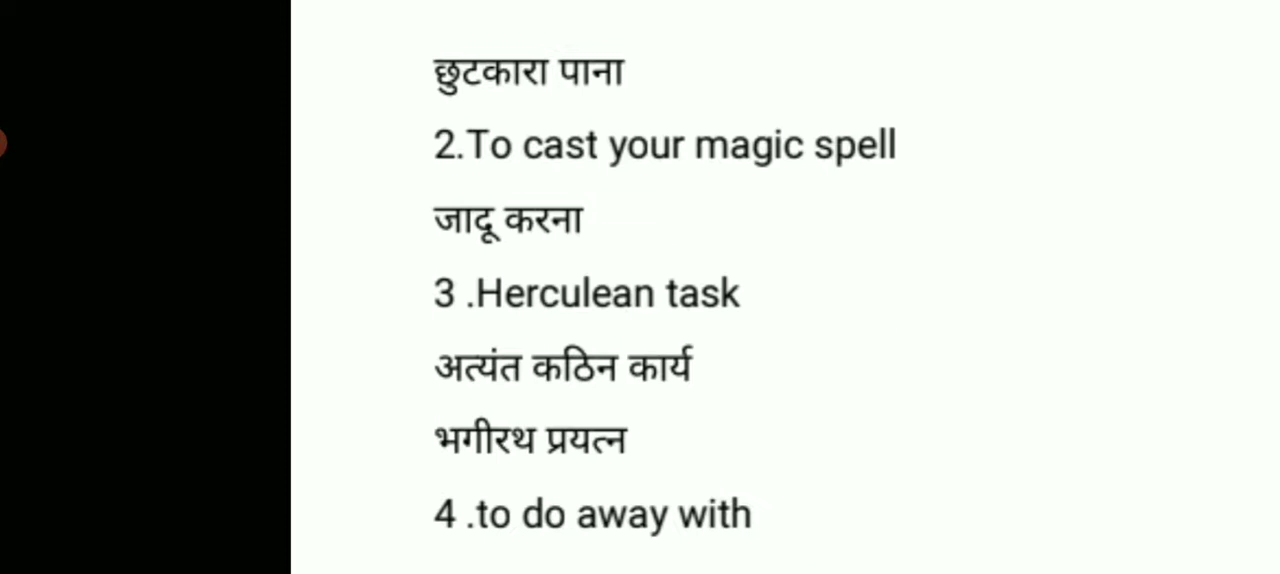 छुटकारा पाना
2.To cast your magic spell
जादू करना
3 .Herculean task
अत्यंत कठिन कार्य
भगीरथ प्रयत्न
4 .to do away with